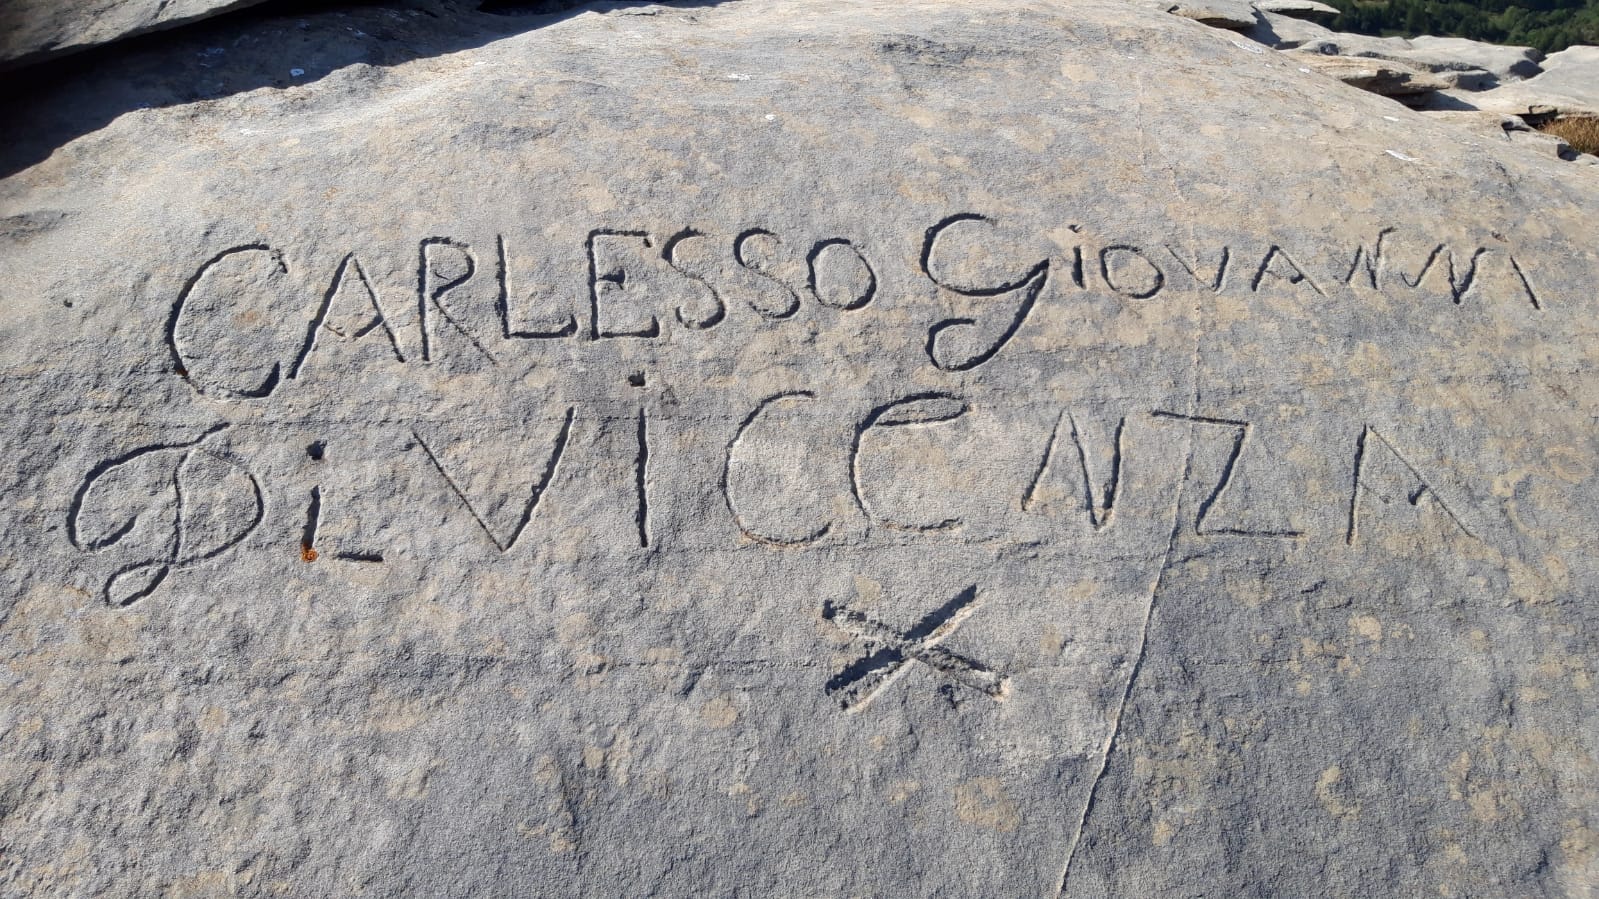 CARLESSO GiOVANNI
Di VICENZA
X